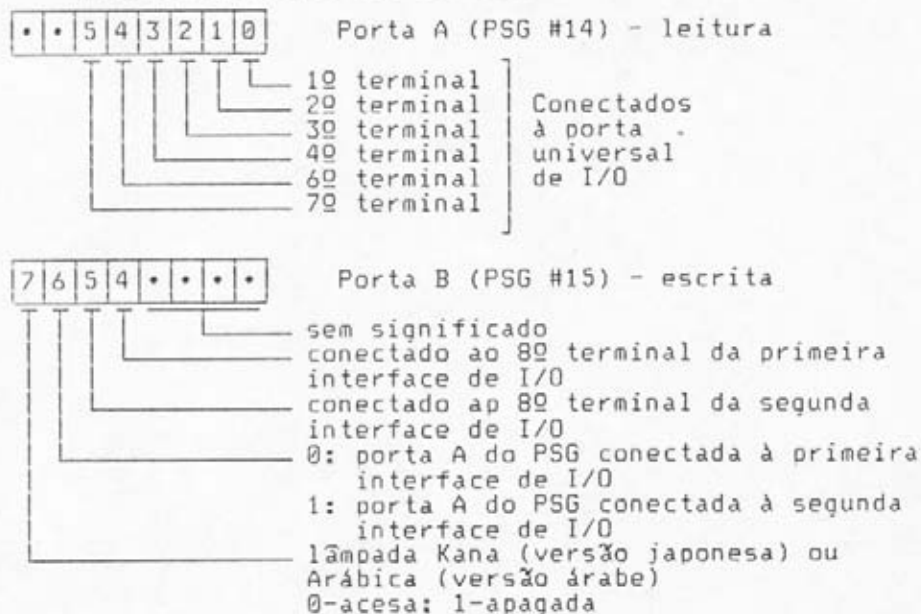 • • 5 4 3 2 1 0 Porta A (PSG #14) - leitura
1º terminal
2º terminal Conectados
3º terminal à porta
4º terminal universal
6º terminal de I/O
7º terminal
7 6 5 4 • • • • Porta B (PSG #15) - escrita
sem significado
conectado ao 8º terminal da primeira
interface de I/O
conectado ap 8º terminal da segunda
interface de I/O
0: porta A do PSG conectada à primeira
interface de I/O
1: porta A do PSG conectada à segunda
interface de I/O
lâmpada Kana (versão japonesa) ou
Arábica (versão árabe)
0-acesa: 1-apagada